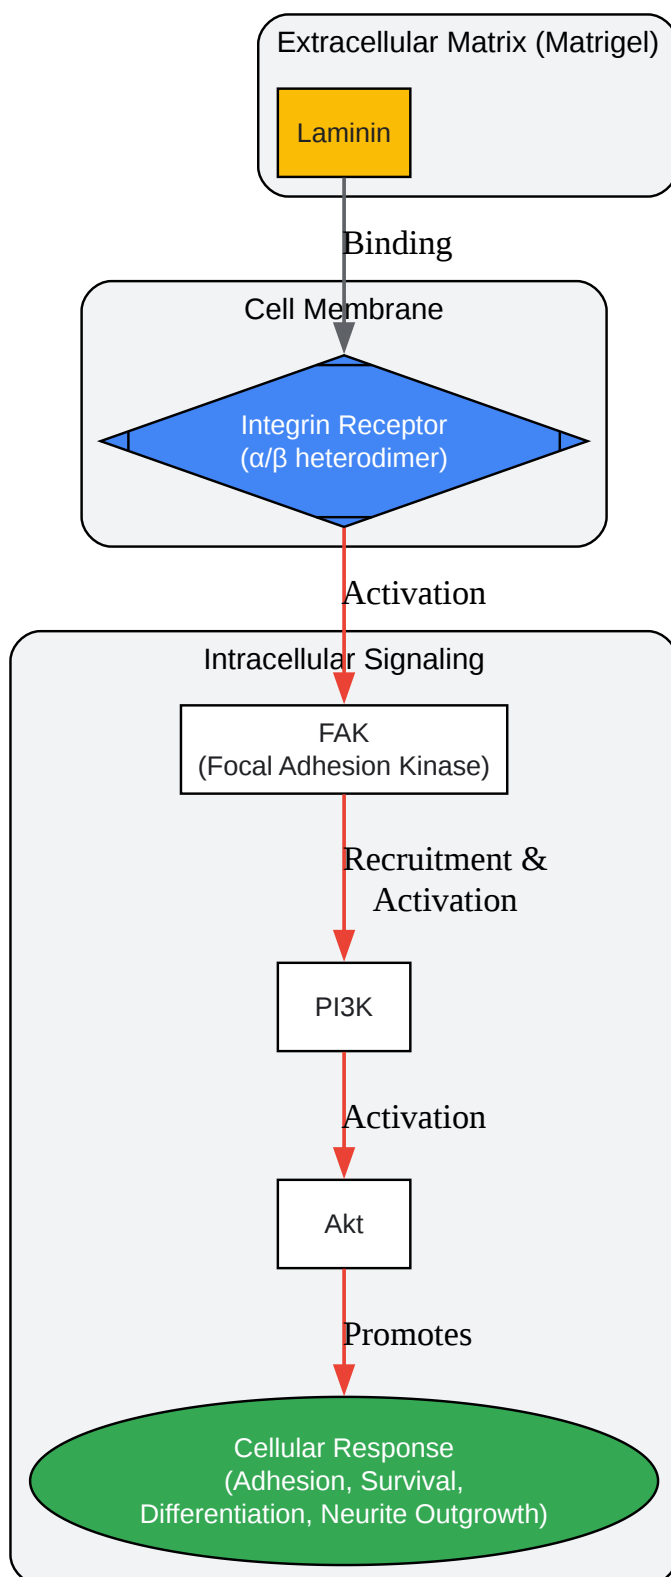 Extracellular Matrix (Matrigel)
Laminin
Binding
Cell Membrane
Integrin Receptor
(α/β heterodimer)
Activation
Intracellular Signaling
FAK
(Focal Adhesion Kinase)
Recruitment &
Activation
PI3K
Activation
Akt
Promotes
Cellular Response
(Adhesion, Survival,
Differentiation, Neurite Outgrowth)